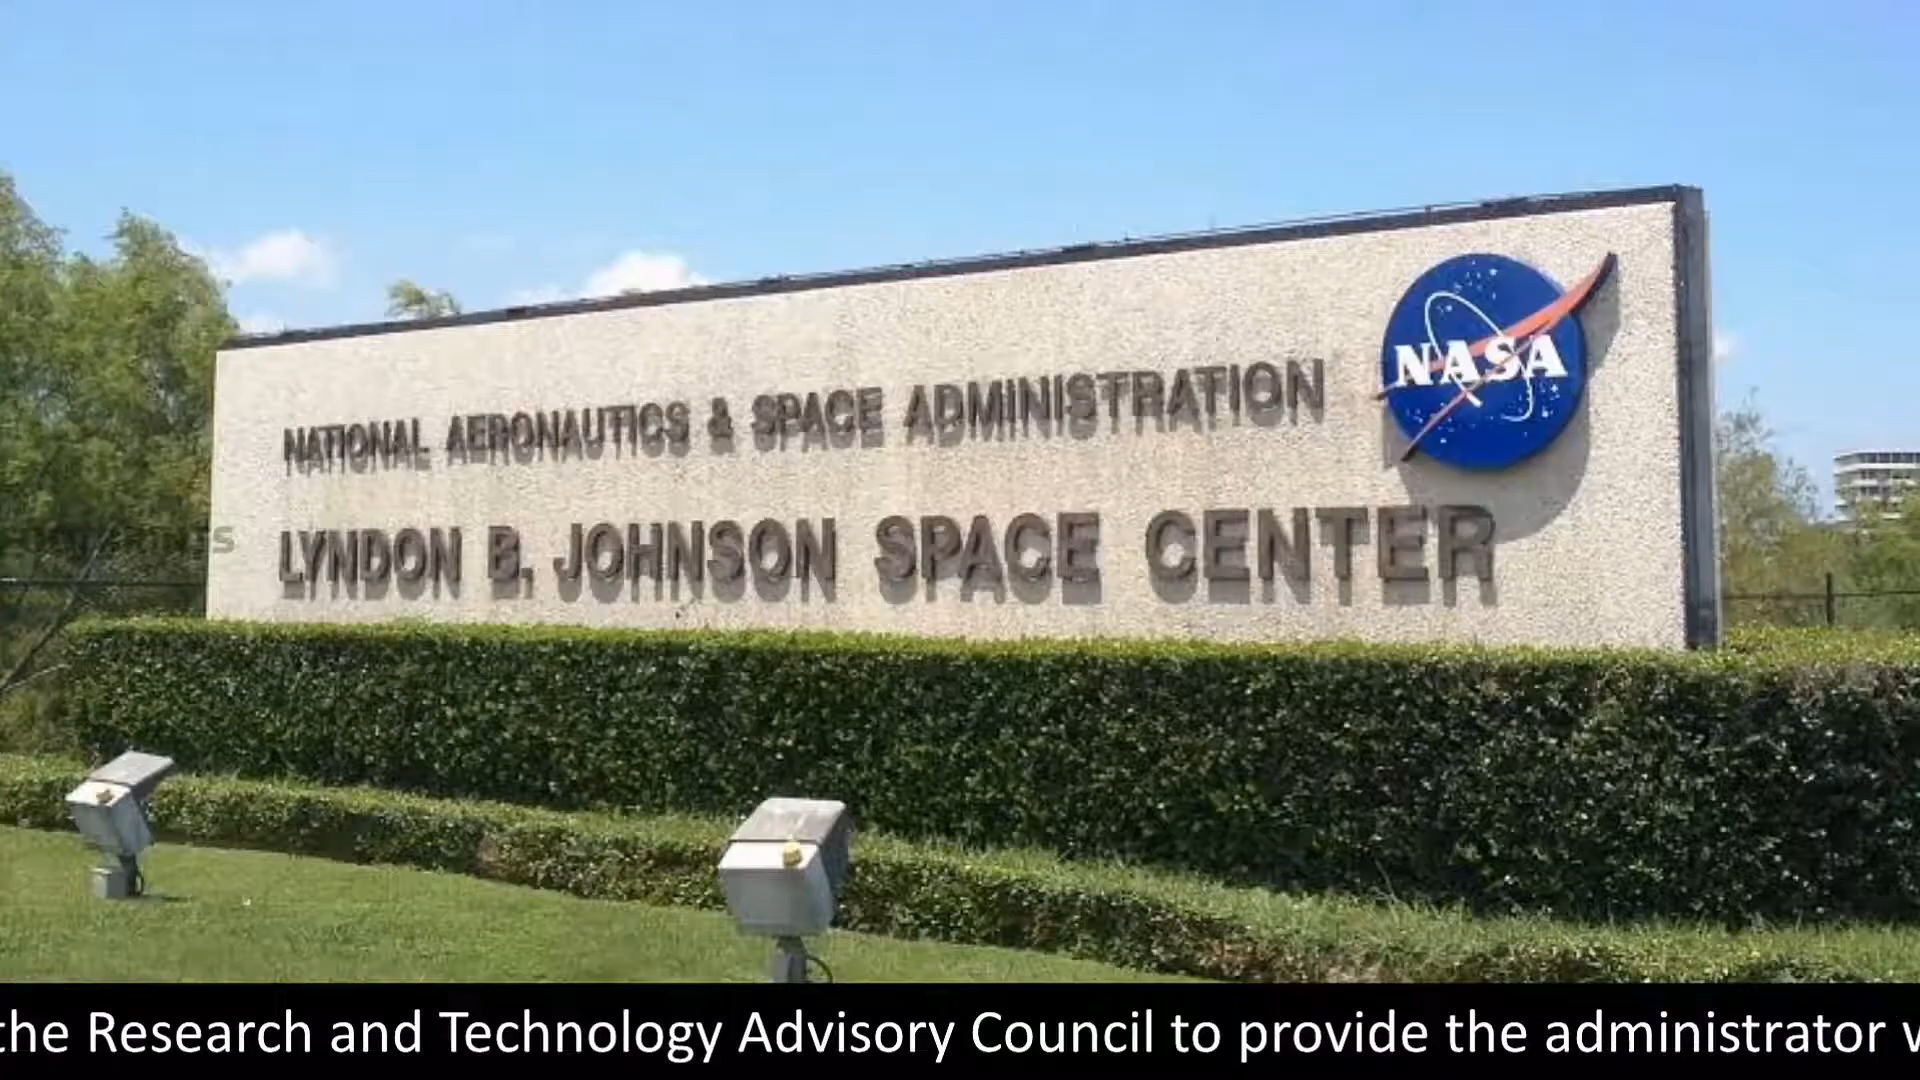 NATIONAL AERONAUTICS & SPACE ADMINISTRATION
NASA
LYNDON B. JOHNSON SPACE CENTER
the Research and Technology Advisory Council to provide the administrator